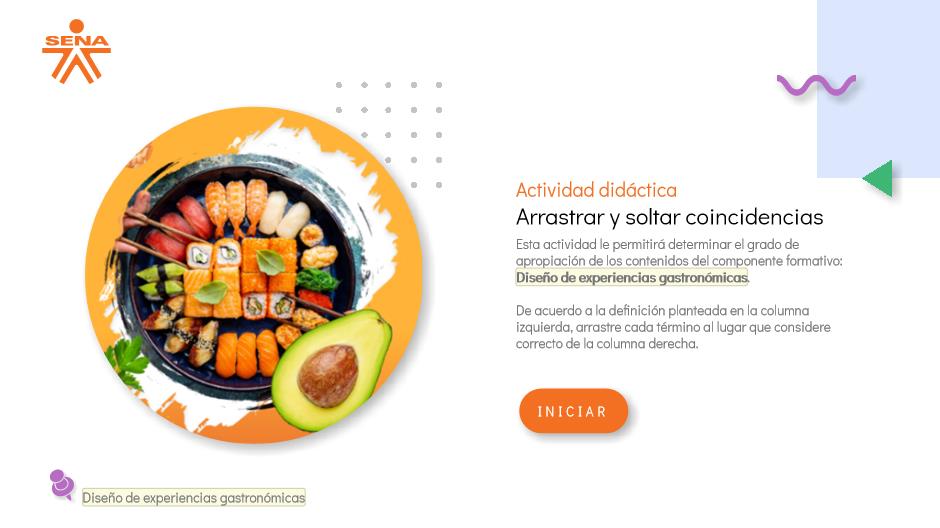 SENA
Actividad didáctica
Arrastrar y soltar coincidencias
Esta actividad le permitirá determinar el grado de
apropiación de los contenidos del componente formativo:
Diseño de experiencias gastronómicas.
De acuerdo a la definición planteada en la columna
izquierda, arrastre cada término al lugar que considere
correcto de la columna derecha.
INICIAR
Diseño de experiencias gastronómicas